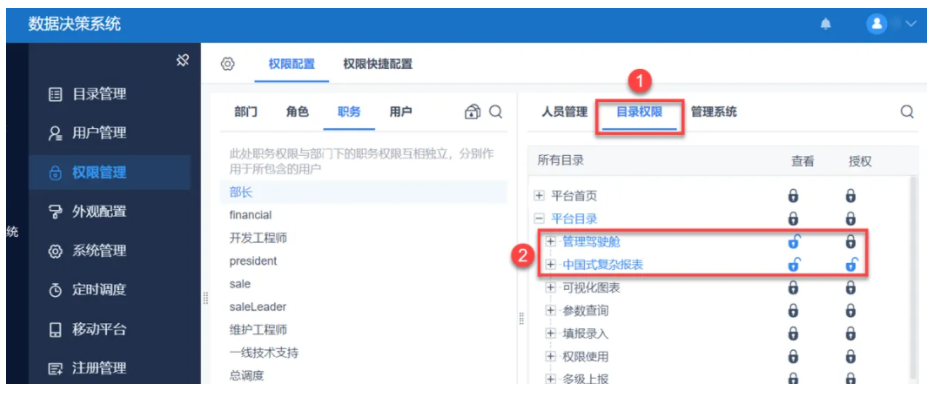 数据决策系统
权限配置 权限快捷配置
1
目录管理
用户管理
权限管理
外观配置
统
系统管理
定时调度
移动平台
注册管理
部门 角色 职务 用户
此处职务权限与部门下的职务权限互相独立，分别作
用于所包含的用户
部长
financial
开发工程师
president
sale
saleLeader
维护工程师
一线技术支持
总调度
人员管理 目录权限 管理系统
所有目录 查看 授权
平台首页
平台目录
2
管理驾驶舱
中国式复杂报表
可视化图表
参数查询
填报录入
权限使用
多级上报